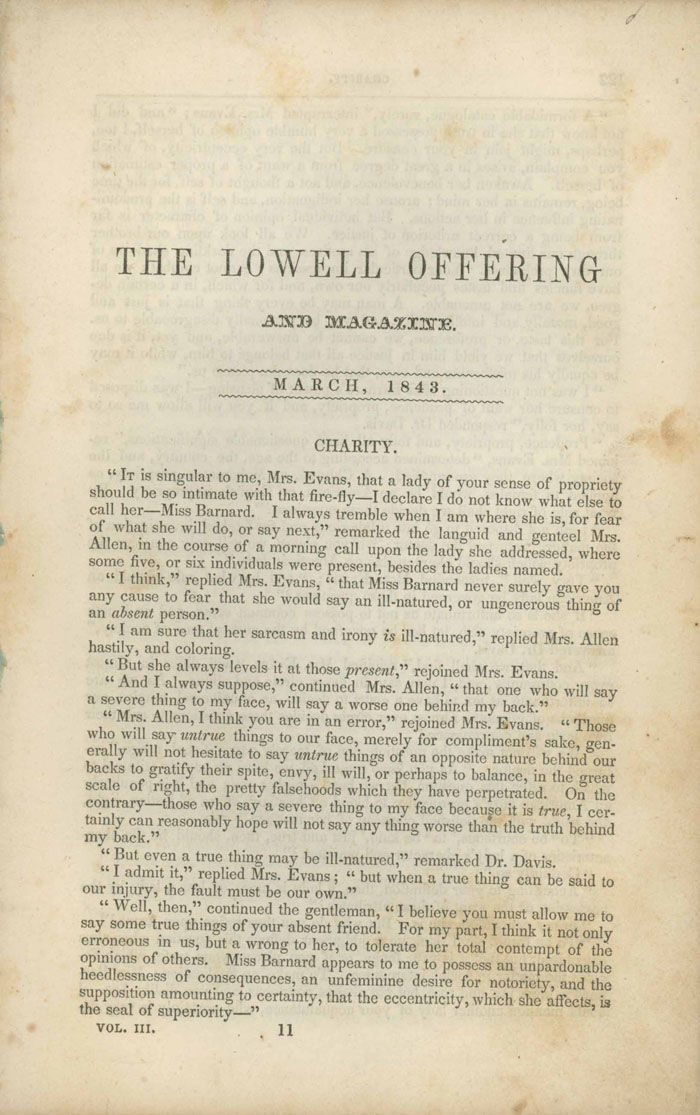 THE LOWELL OFFERING
AND MAGAZINE.
MARCH, 1843.
CHARITY.
“IT is singular to me, Mrs. Evans, that a lady of your sense of propriety
should be so intimate with that fire-fly—I declare I do not know what else to
call her—Miss Barnard. I always tremble when I am where she is, for fear
of what she will do, or say next,” remarked the languid and genteel Mrs.
Allen, in the course of a morning call upon the lady she addressed, where
some five, or six individuals were present, besides the ladies named.
“I think,” replied Mrs. Evans, “that Miss Barnard never surely gave you
any cause to fear that she would say an ill-natured, or ungenerous thing of
an absent person.”
“I am sure that her sarcasm and irony is ill-natured,” replied Mrs. Allen
hastily, and coloring.
“But she always levels it at those present,” rejoined Mrs. Evans.
“And I always suppose,” continued Mrs. Allen, “that one who will say
a severe thing to my face, will say a worse one behind my back.”
“Mrs. Allen, I think you are in an error,” rejoined Mrs. Evans. “Those
who will say untrue things to our face, merely for compliment’s sake, gen-
erally will not hesitate to say untrue things of an opposite nature behind our
backs to gratify their spite, envy, ill will, or perhaps to balance, in the great
scale of right, the pretty falsehoods which they have perpetrated. On the
contrary—those who say a severe thing to my face because it is true, I cer-
tainly can reasonably hope will not say any thing worse than the truth behind
my back.”
“But even a true thing may be ill-natured,” remarked Dr. Davis.
“I admit it,” replied Mrs. Evans; “but when a true thing can be said to
our injury, the fault must be our own.”
“Well, then,” continued the gentleman, “I believe you must allow me to
say some true things of your absent friend. For my part, I think it not only
erroneous in us, but a wrong to her, to tolerate her total contempt of the
opinions of others. Miss Barnard appears to me to possess an unpardonable
heedlessness of consequences, an unfeminine desire for notoriety, and the
supposition amounting to certainty, that the eccentricity, which she affects, is
the seal of superiority—”
VOL. III. 11